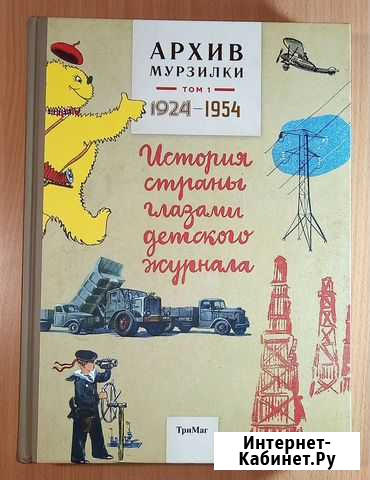 АРХИВ
МУРЗИЛКИ
ТОМ 1
1924-1954
История
страны
глазами
детского
журнала
ТриМаг
Интернет-
Кабинет.Ру